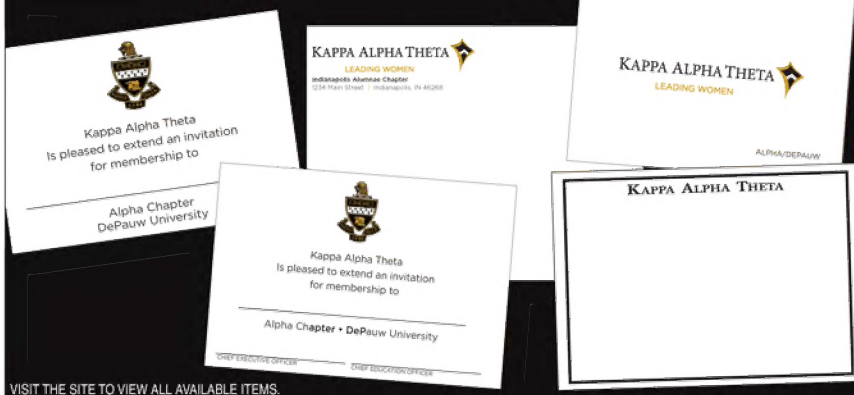 Kappa Alpha Theta
Is pleased to extend an invitation
for membership to
Alpha Chapter
DePauw University
KAPPA ALPHA THETA
LEADING WOMEN
Indianapolis Alumnae Chapter
1234 Main Street | Indianapolis, IN 46268
KAPPA ALPHA THETA
LEADING WOMEN
ALPHA/DEPAUW
Kappa Alpha Theta
Is pleased to extend an invitation
for membership to
Alpha Chapter • DePauw University
CHIEF EXECUTIVE OFFICER CHIEF EDUCATION OFFICER
KAPPA ALPHA THETA
VISIT THE SITE TO VIEW ALL AVAILABLE ITEMS.